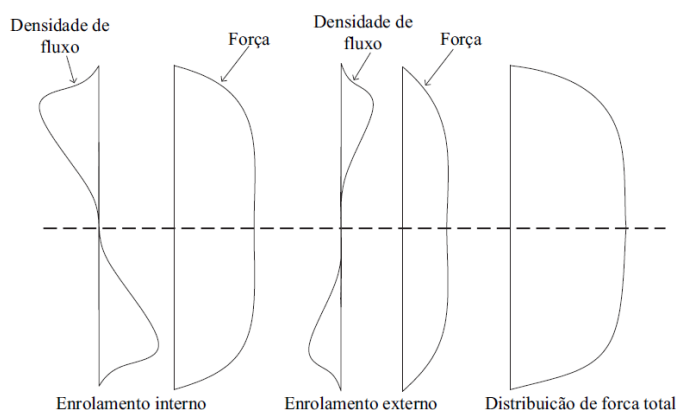 Densidade de
fluxo
Força
Densidade de
fluxo
Força
Enrolamento interno
Enrolamento externo
Distribuição de força total